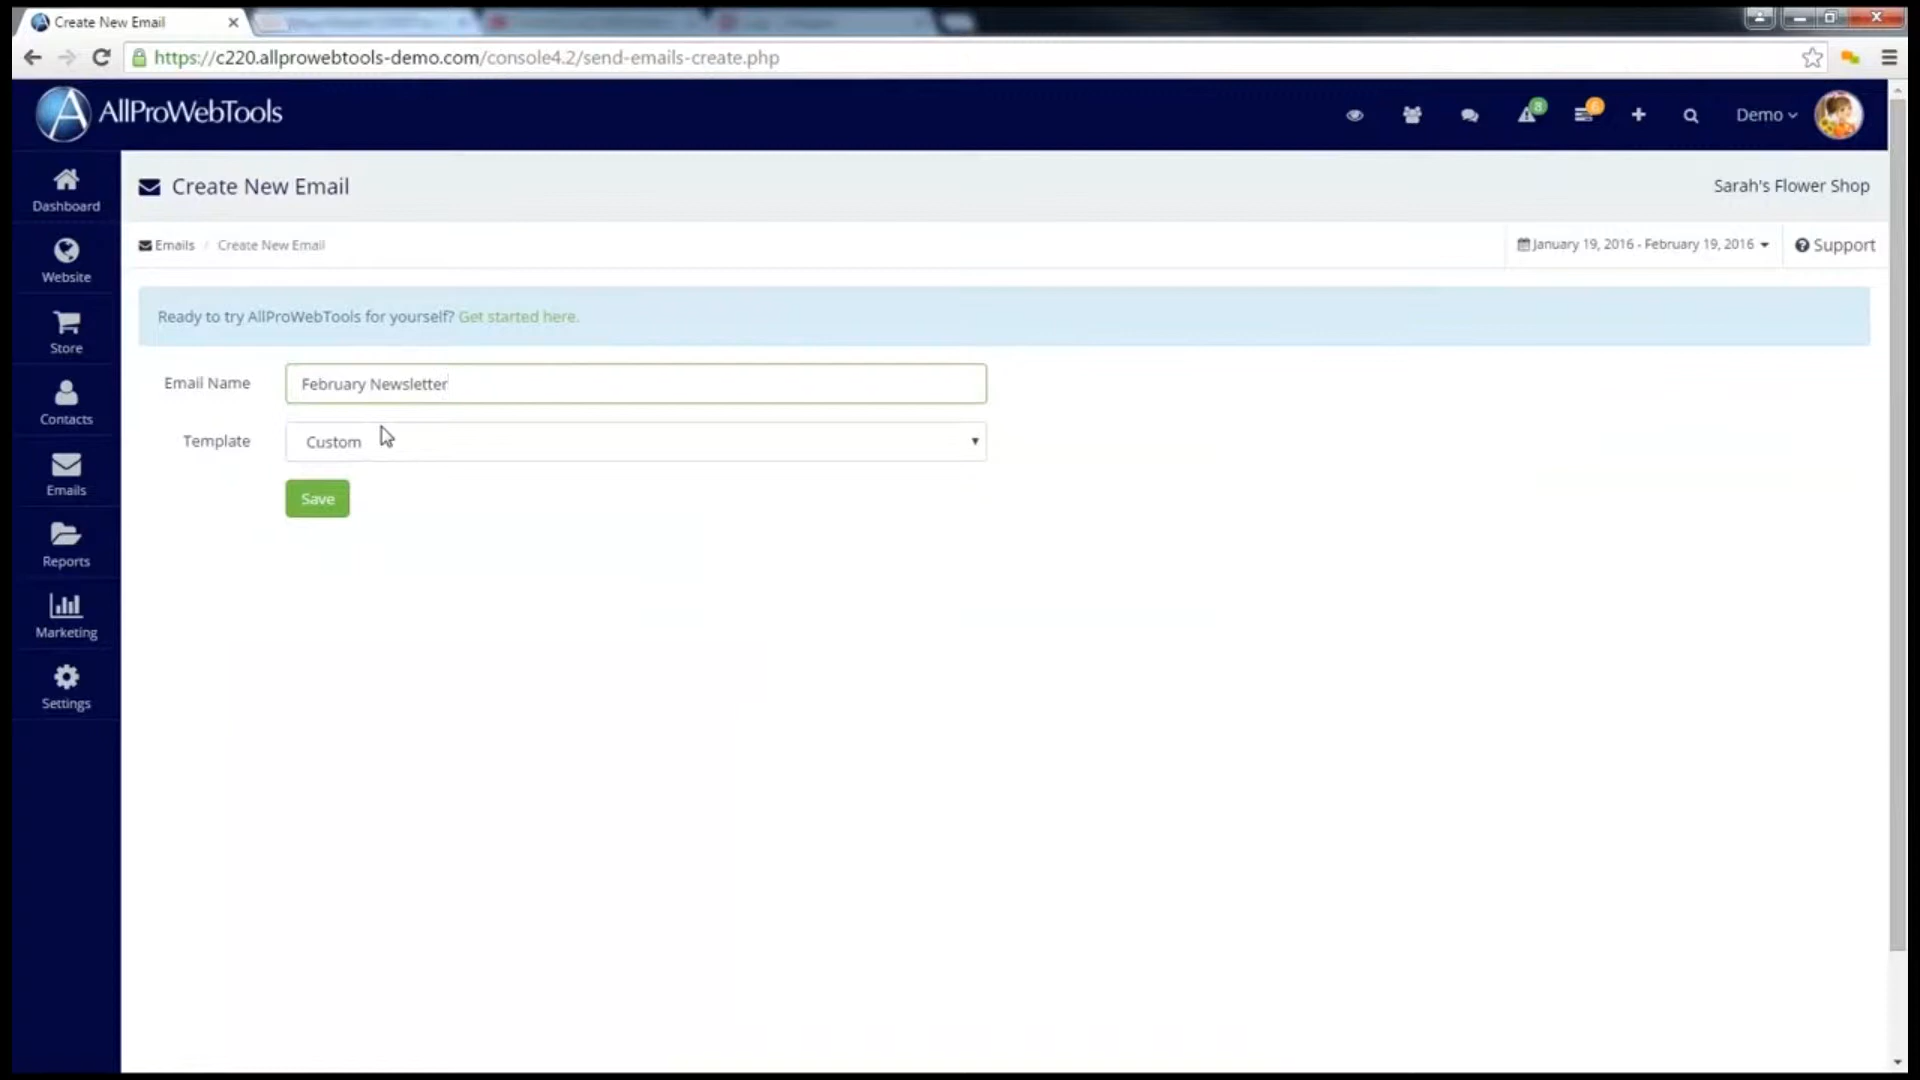 Create New Email
https://c220.allprowebtools-demo.com/console4.2/send-emails-create.php
AllProWebTools
8
6
Demo
Dashboard
Website
Store
Contacts
Emails
Reports
Marketing
Settings
Create New Email
Sarah's Flower Shop
Emails / Create New Email
January 19, 2016 - February 19, 2016
Support
Ready to try AllProWebTools for yourself? Get started here.
Email Name
February Newsletter
Template
Custom
Save